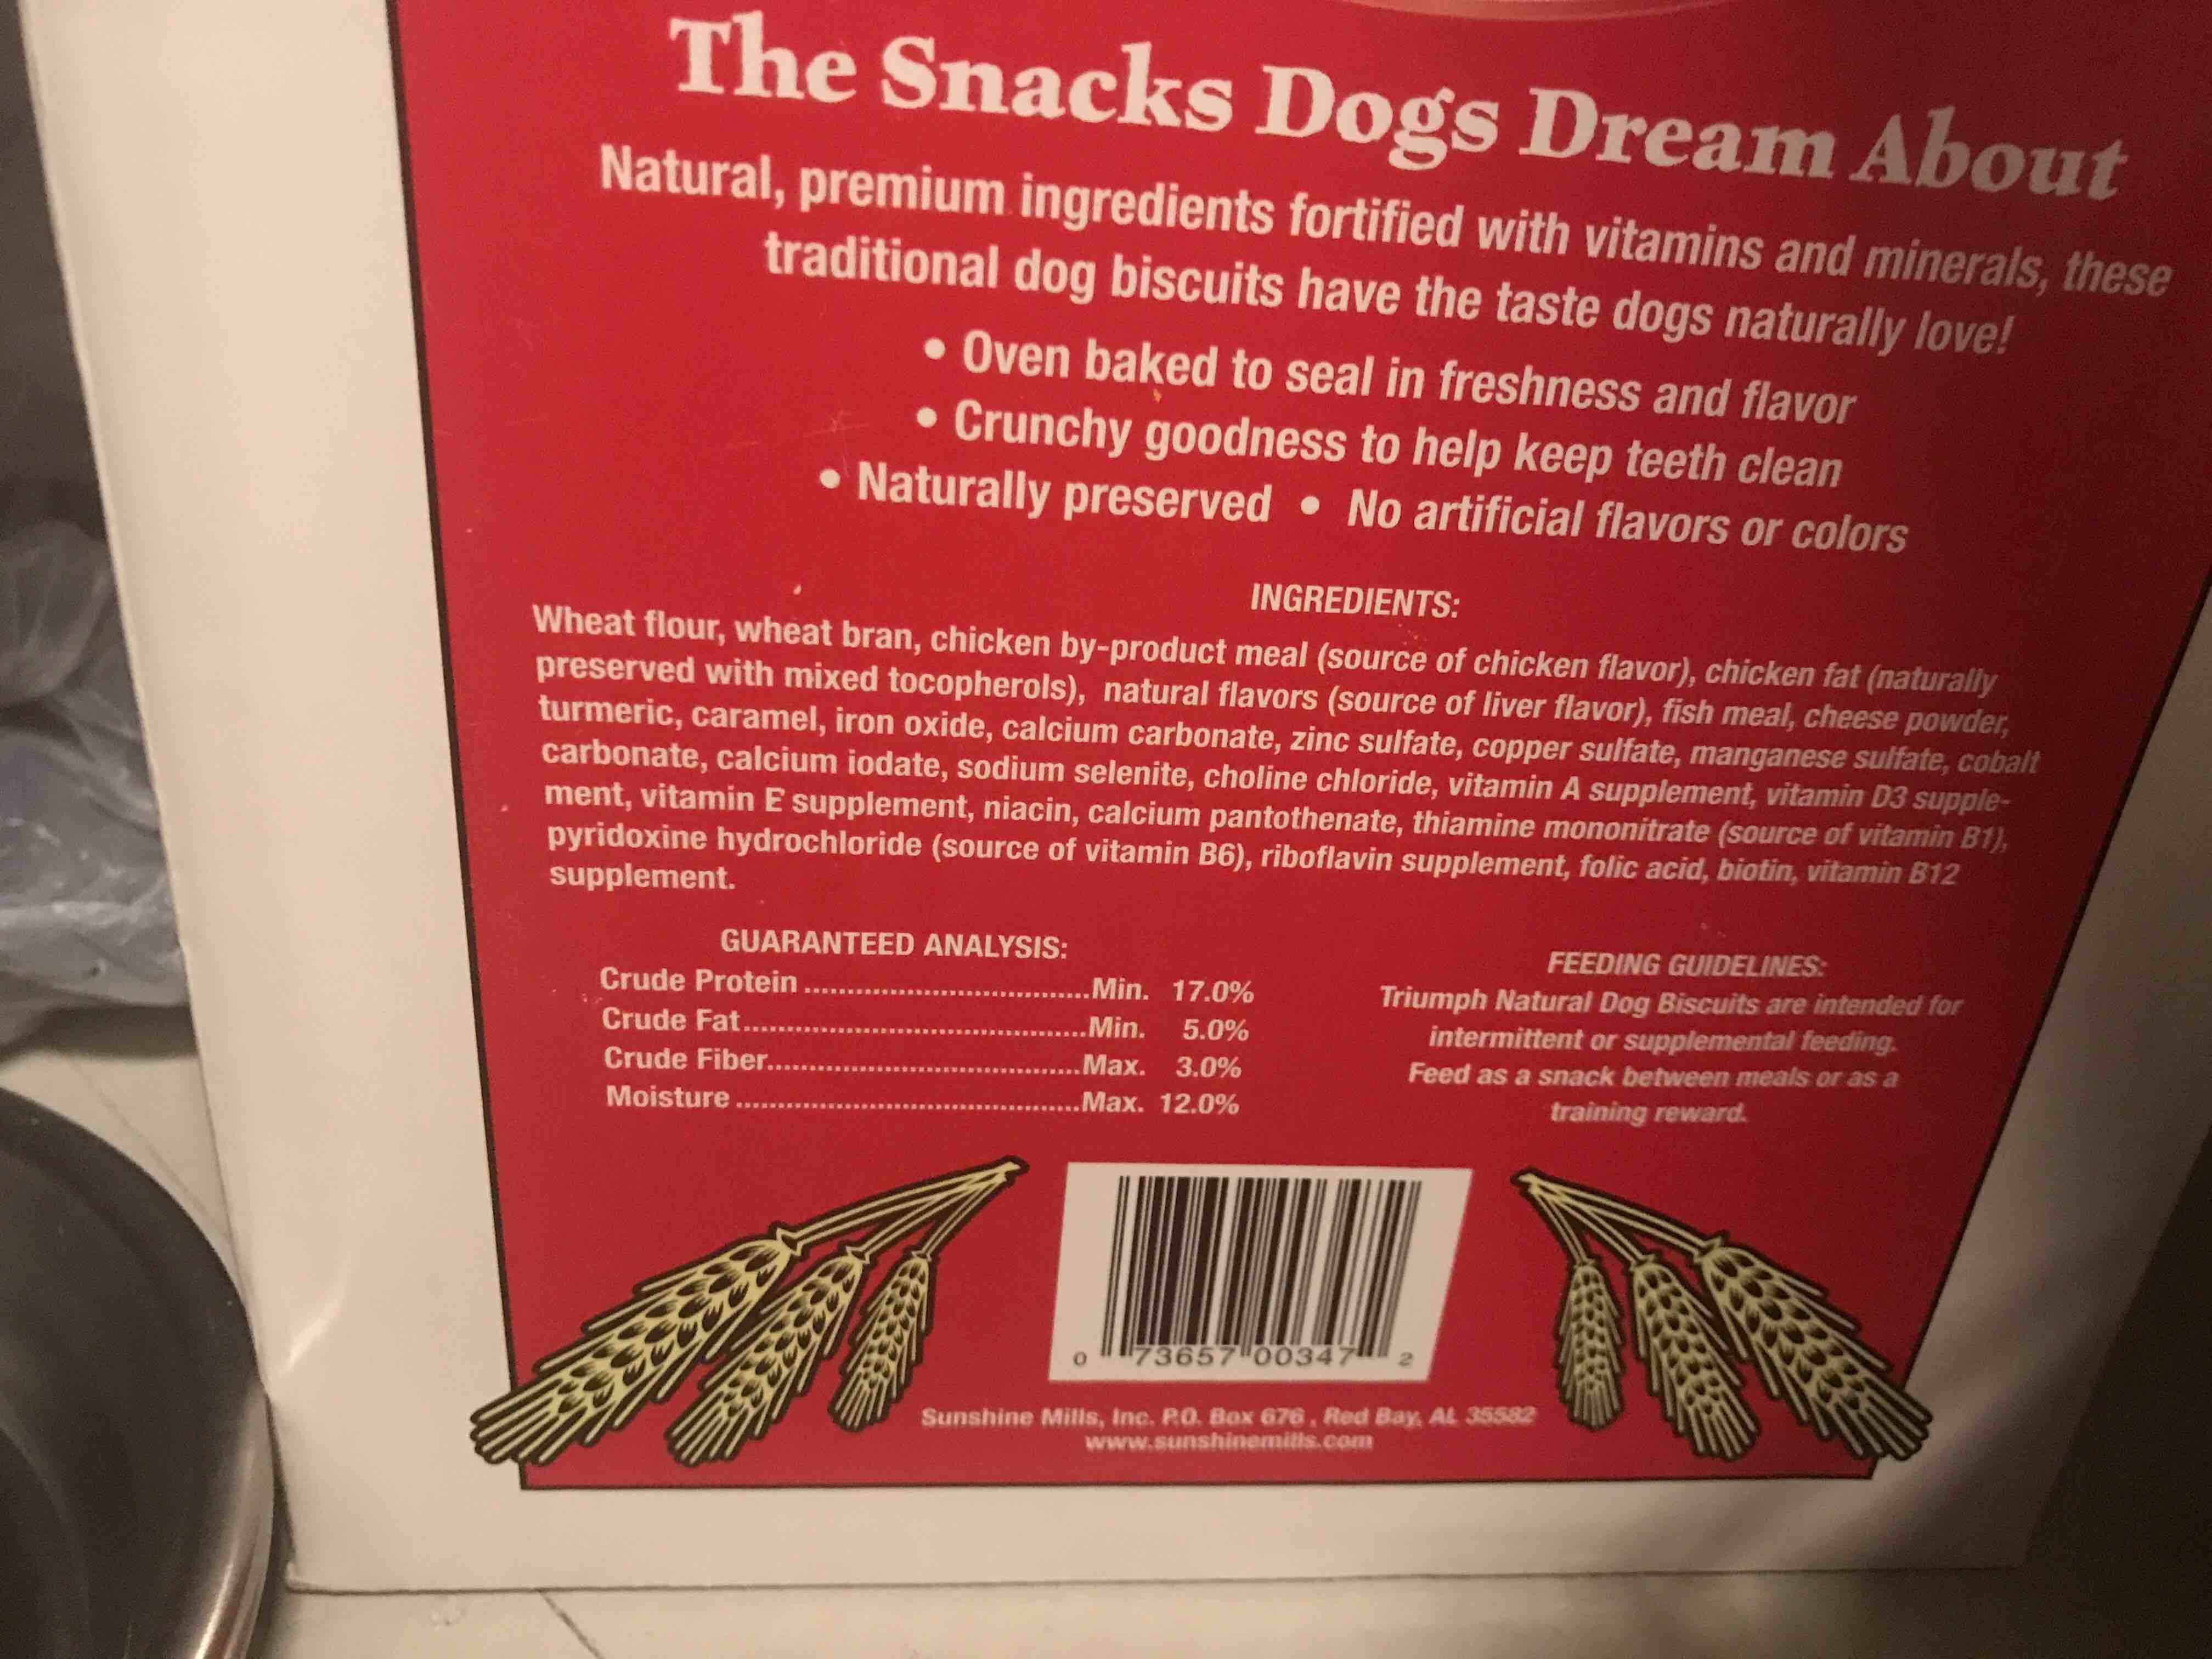 The Snacks Dogs Dream About
Natural, premium ingredients fortified with vitamins and minerals, these
traditional dog biscuits have the taste dogs naturally love!
• Oven baked to seal in freshness and flavor
• Crunchy goodness to help keep teeth clean
• Naturally preserved • No artificial flavors or colors
INGREDIENTS:
Wheat flour, wheat bran, chicken by-product meal (source of chicken flavor), chicken fat (naturally
preserved with mixed tocopherols), natural flavors (source of liver flavor), fish meal, cheese powder,
turmeric, caramel, iron oxide, calcium carbonate, zinc sulfate, copper sulfate, manganese sulfate, cobalt
carbonate, calcium iodate, sodium selenite, choline chloride, vitamin A supplement, vitamin D3 supple-
ment, vitamin E supplement, niacin, calcium pantothenate, thiamine mononitrate (source of vitamin B1),
pyridoxine hydrochloride (source of vitamin B6), riboflavin supplement, folic acid, biotin, vitamin B12
supplement.
GUARANTEED ANALYSIS:
Crude Protein ................................. Min. 17.0%
Crude Fat....................................... Min. 5.0%
Crude Fiber.................................... Max. 3.0%
Moisture ....................................... Max. 12.0%
FEEDING GUIDELINES:
Triumph Natural Dog Biscuits are intended for
intermittent or supplemental feeding.
Feed as a snack between meals or as a
training reward.
0 73657 00347 2
Sunshine Mills, Inc. P.O. Box 676 , Red Bay, AL 35582
www.sunshinemills.com